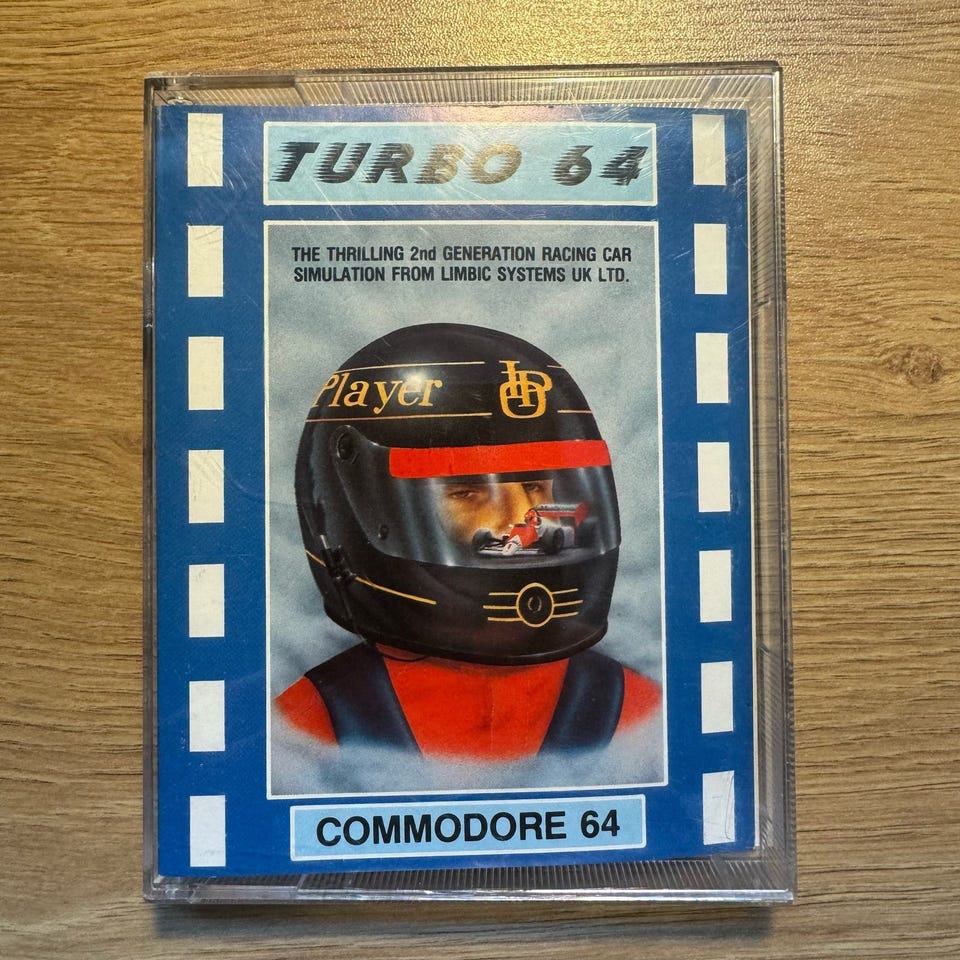 TURBO 64
THE THRILLING 2nd GENERATION RACING CAR
SIMULATION FROM LIMBIC SYSTEMS UK LTD.
Player
JPS
COMMODORE 64